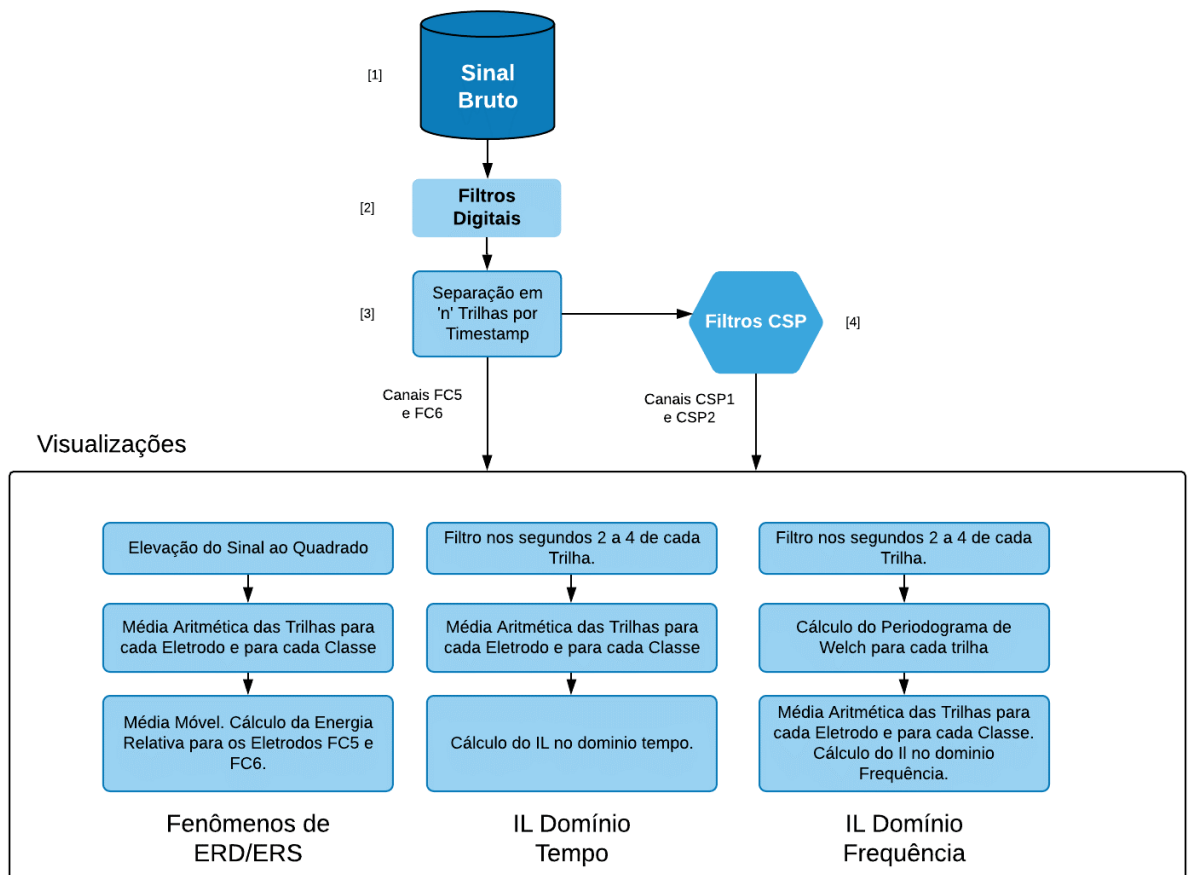 [1]
Sinal
Bruto
[2]
Filtros
Digitais
[3]
Separação em
'n' Trilhas por
Timestamp
Filtros CSP
[4]
Canais FC5
e FC6
Canais CSP1
e CSP2
Visualizações
Elevação do Sinal ao Quadrado
Média Aritmética das Trilhas para
cada Eletrodo e para cada Classe
Média Móvel. Cálculo da Energia
Relativa para os Eletrodos FC5 e
FC6.
Fenômenos de
ERD/ERS
Filtro nos segundos 2 a 4 de cada
Trilha.
Média Aritmética das Trilhas para
cada Eletrodo e para cada Classe
Cálculo do IL no dominio tempo.
IL Domínio
Tempo
Filtro nos segundos 2 a 4 de cada
Trilha.
Cálculo do Periodograma de
Welch para cada trilha
Média Aritmética das Trilhas para
cada Eletrodo e para cada Classe.
Cálculo do Il no dominio
Frequência.
IL Domínio
Frequência